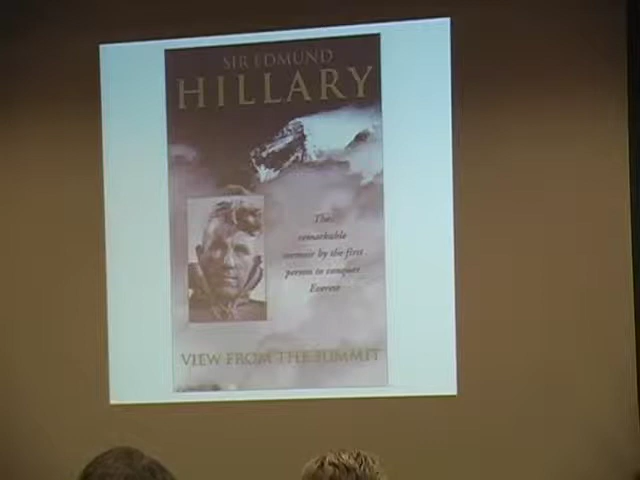 SIR EDMUND
HILLARY
The
remarkable
memoir by the first
person to conquer
Everest
VIEW FROM THE SUMMIT